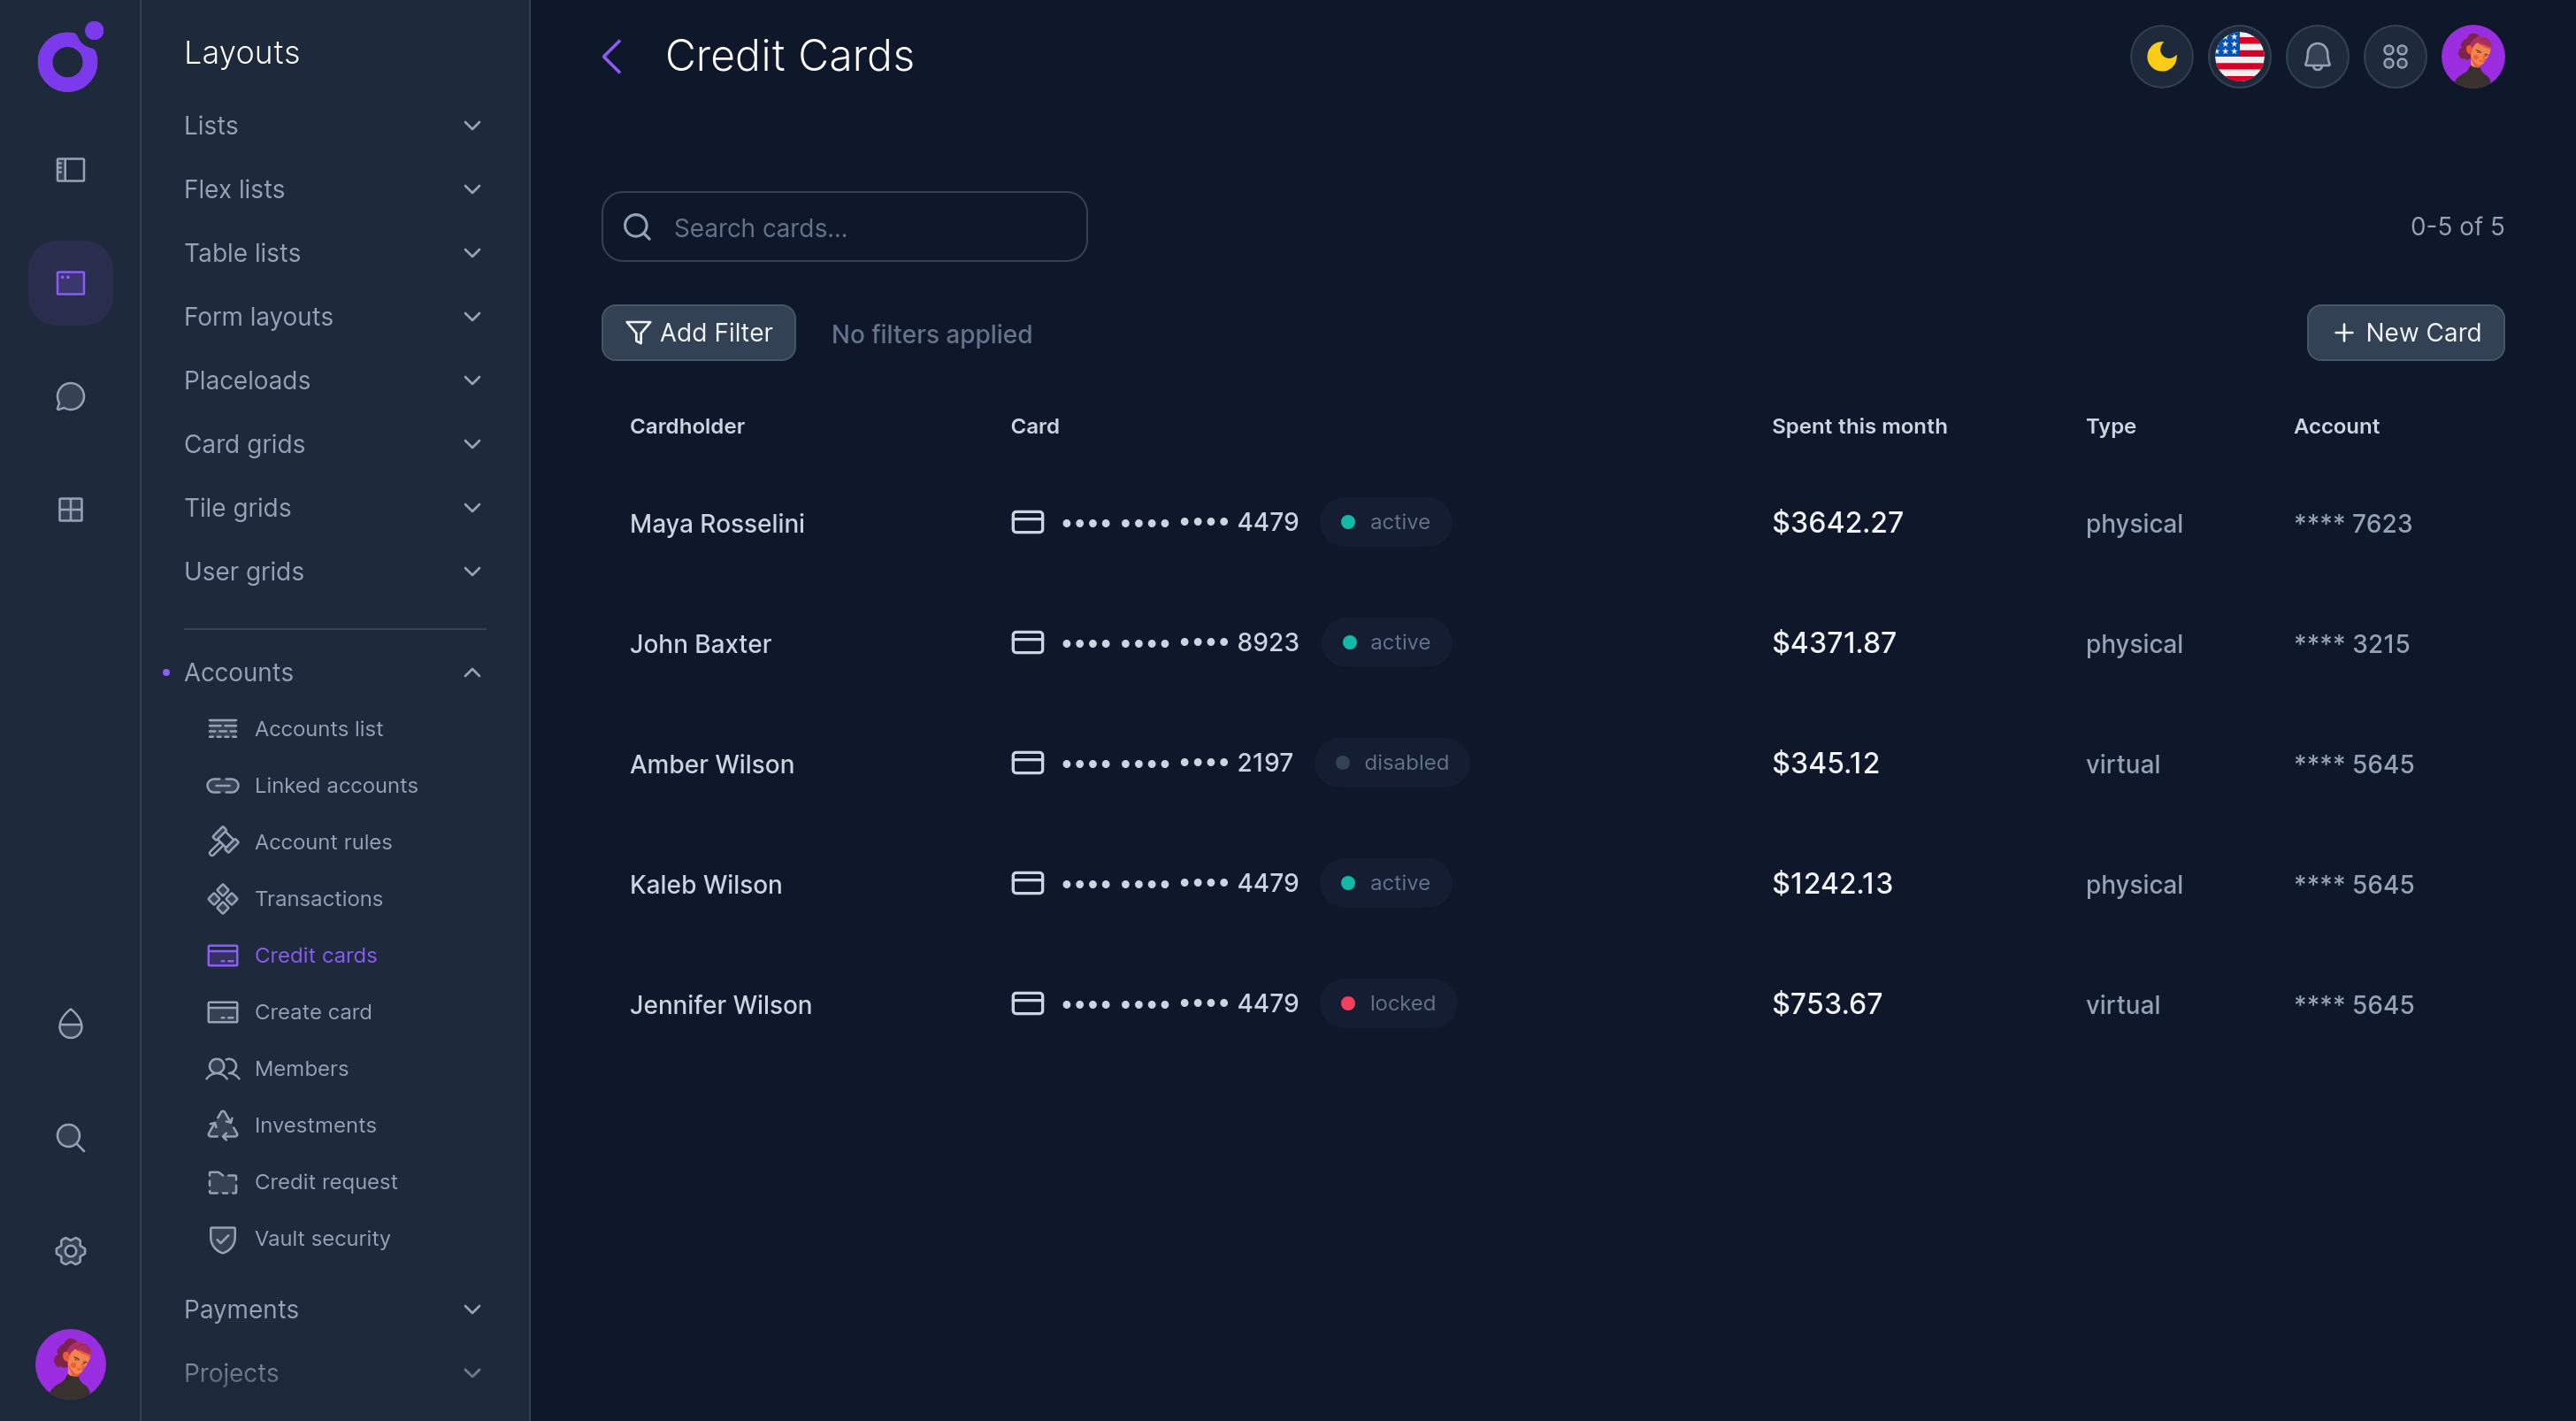 Layouts
Lists
Flex lists
Table lists
Form layouts
Placeloads
Card grids
Tile grids
User grids
Accounts
Accounts list
Linked accounts
Account rules
Transactions
Credit cards
Create card
Members
Investments
Credit request
Vault security
Payments
Projects
Credit Cards
Search cards...
0-5 of 5
Add Filter
No filters applied
New Card
Cardholder Card Spent this month Type Account
Maya Rosselini •••• •••• •••• 4479 active $3642.27 physical **** 7623
John Baxter •••• •••• •••• 8923 active $4371.87 physical **** 3215
Amber Wilson •••• •••• •••• 2197 disabled $345.12 virtual **** 5645
Kaleb Wilson •••• •••• •••• 4479 active $1242.13 physical **** 5645
Jennifer Wilson •••• •••• •••• 4479 locked $753.67 virtual **** 5645